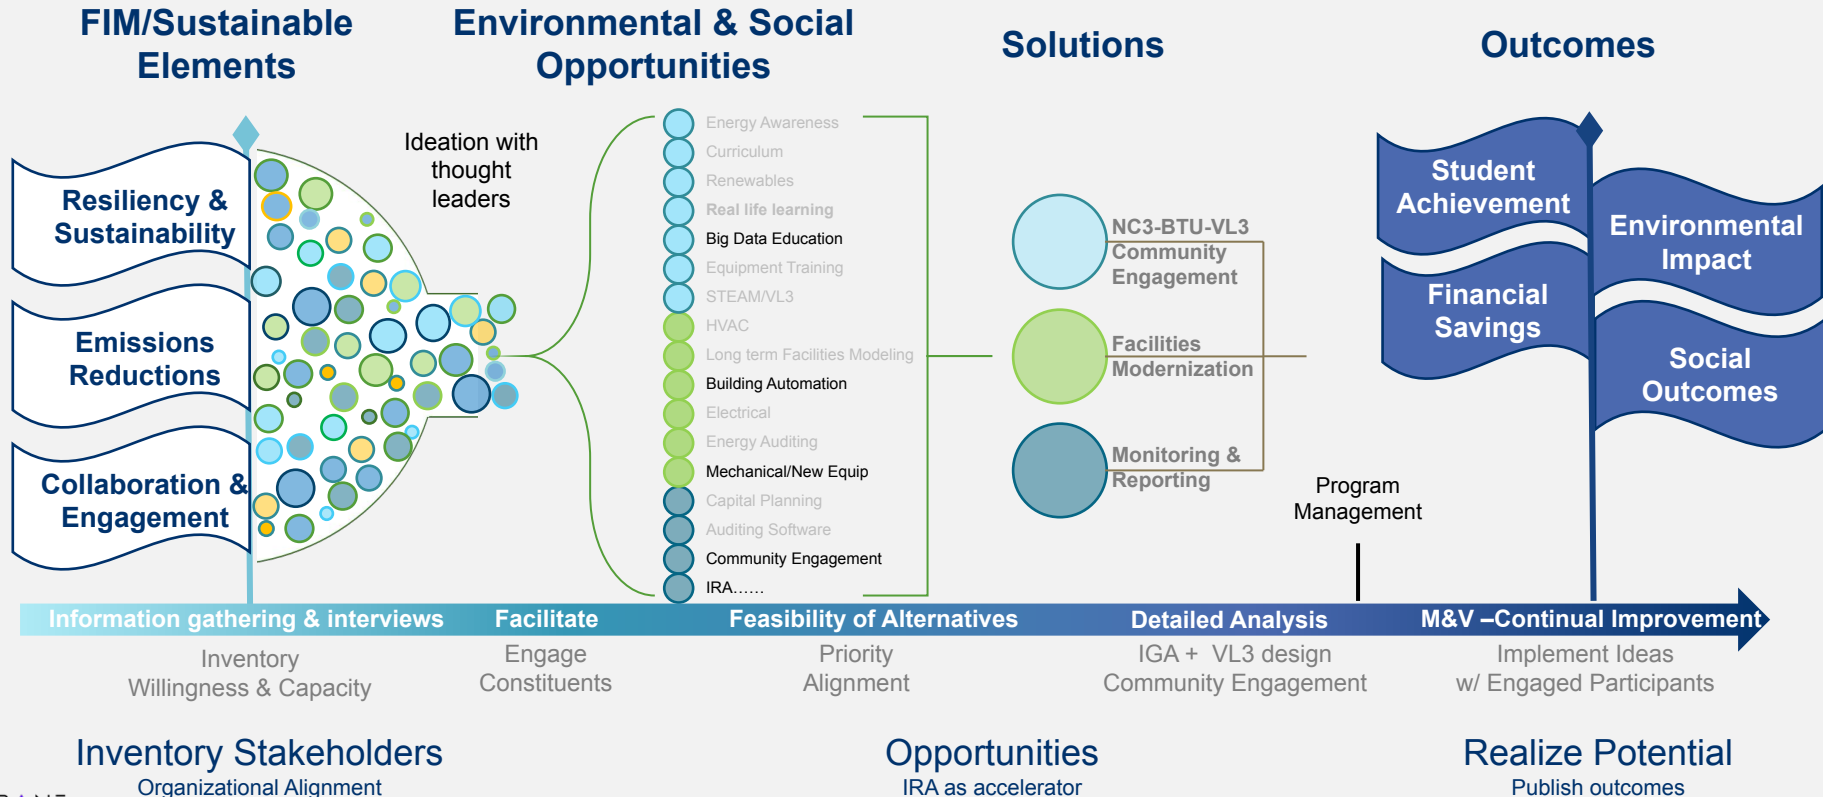 FIM/Sustainable
Elements
Environmental & Social
Opportunities
Solutions
Outcomes
Resiliency &
Sustainability
Emissions
Reductions
Collaboration &
Engagement
Ideation with
thought
leaders
Energy Awareness
Curriculum
Renewables
Real life learning
Big Data Education
Equipment Training
STEAM/VL3
HVAC
Long term Facilities Modeling
Building Automation
Electrical
Energy Auditing
Mechanical/New Equip
Capital Planning
Auditing Software
Community Engagement
IRA......
NC3-BTU-VL3
Community
Engagement
Facilities
Modernization
Monitoring &
Reporting
Program
Management
Student
Achievement
Environmental
Impact
Financial
Savings
Social
Outcomes
Information gathering & interviews
Facilitate
Feasibility of Alternatives
Detailed Analysis
M&V –Continual Improvement
Inventory
Willingness & Capacity
Engage
Constituents
Priority
Alignment
IGA + VL3 design
Community Engagement
Implement Ideas
w/ Engaged Participants
Inventory Stakeholders
Organizational Alignment
Opportunities
IRA as accelerator
Realize Potential
Publish outcomes